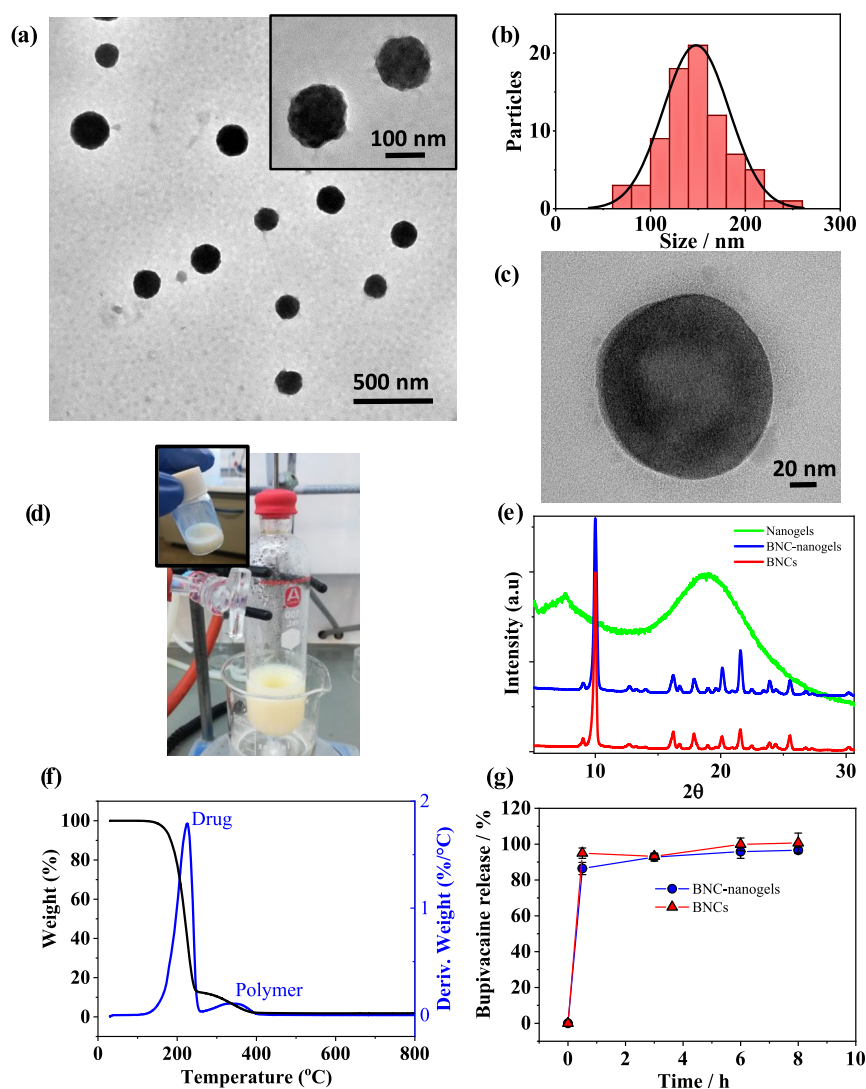 (a)
100 nm
500 nm
(b)
Particles
20
10
0
0 100 200 300
Size / nm
(c)
20 nm
(d)
(e)
Nanogels
BNC-nanogels
BNCs
Intensity (a.u)
10 20 30
2θ
(f)
Drug
Polymer
Weight (%)
100
80
60
40
20
0
2
1
0
Deriv. Weight (%/°C)
0 200 400 600 800
Temperature (°C)
(g)
Bupivacaine release / %
120
100
80
60
40
20
0
BNC-nanogels
BNCs
0 2 4 6 8 10
Time / h